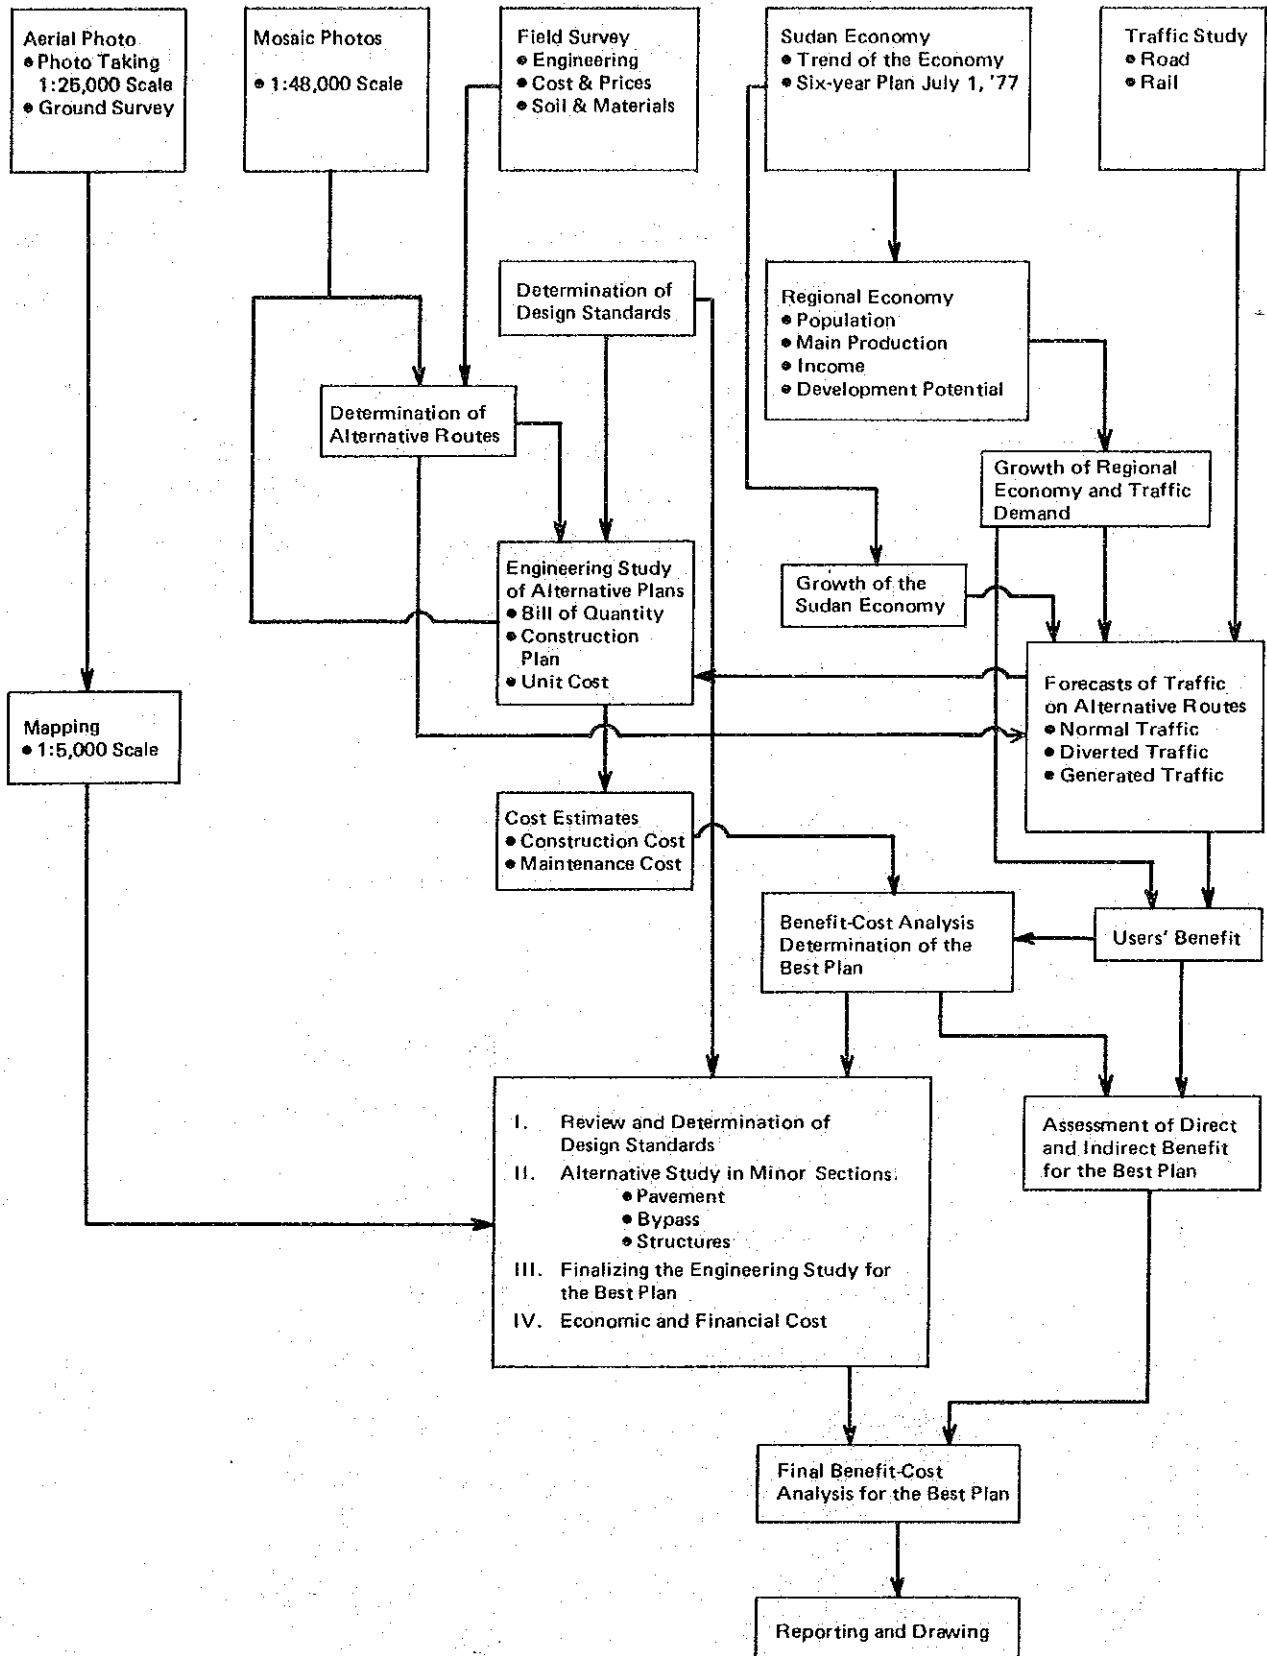 Aerial Photo
● Photo Taking
1:25,000 Scale
● Ground Survey
Mosaic Photos
● 1:48,000 Scale
Field Survey
● Engineering
● Cost & Prices
● Soil & Materials
Sudan Economy
● Trend of the Economy
● Six-year Plan July 1, '77
Traffic Study
● Road
● Rail
Determination of
Design Standards
Regional Economy
● Population
● Main Production
● Income
● Development Potential
Determination of
Alternative Routes
Growth of Regional
Economy and Traffic
Demand
Engineering Study
of Alternative Plans
● Bill of Quantity
● Construction
Plan
● Unit Cost
Growth of the
Sudan Economy
Forecasts of Traffic
on Alternative Routes
● Normal Traffic
● Diverted Traffic
● Generated Traffic
Mapping
● 1:5,000 Scale
Cost Estimates
● Construction Cost
● Maintenance Cost
Benefit-Cost Analysis
Determination of the
Best Plan
Users' Benefit
I. Review and Determination of
Design Standards
II. Alternative Study in Minor Sections.
● Pavement
● Bypass
● Structures
III. Finalizing the Engineering Study for
the Best Plan
IV. Economic and Financial Cost
Assessment of Direct
and Indirect Benefit
for the Best Plan
Final Benefit-Cost
Analysis for the Best Plan
Reporting and Drawing